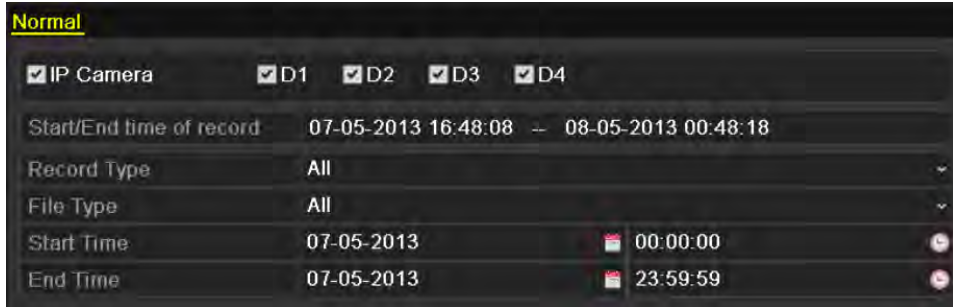 Normal
IP Camera D1 D2 D3 D4
Start/End time of record 07-05-2013 16:48:08 -- 08-05-2013 00:48:18
Record Type All
File Type All
Start Time 07-05-2013 00:00:00
End Time 07-05-2013 23:59:59